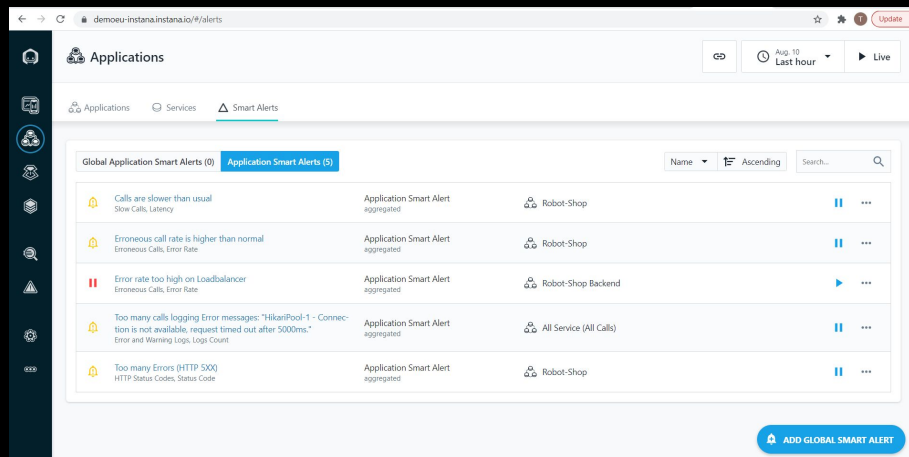 demoeu-instana.instana.io/#/alerts
T
Update
Applications
Aug. 10
Last hour
Live
Applications
Services
Smart Alerts
Global Application Smart Alerts (0)
Application Smart Alerts (5)
Name
Ascending
Search...
Calls are slower than usual
Slow Calls, Latency
Application Smart Alert
aggregated
Robot-Shop
Erroneous call rate is higher than normal
Erroneous Calls, Error Rate
Application Smart Alert
aggregated
Robot-Shop
Error rate too high on Loadbalancer
Erroneous Calls, Error Rate
Application Smart Alert
aggregated
Robot-Shop Backend
Too many calls logging Error messages: "HikariPool-1 - Connec-
tion is not available, request timed out after 5000ms."
Error and Warning Logs, Logs Count
Application Smart Alert
aggregated
All Service (All Calls)
Too many Errors (HTTP 5XX)
HTTP Status Codes, Status Code
Application Smart Alert
aggregated
Robot-Shop
ADD GLOBAL SMART ALERT